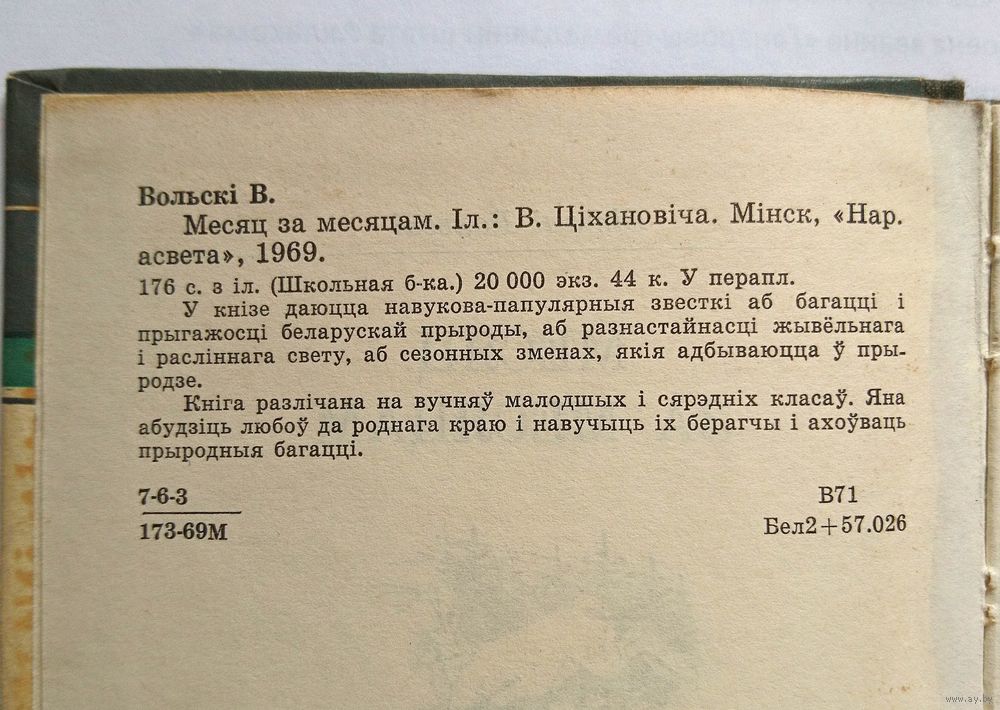 Вольскі В.
Месяц за месяцам. Іл.: В. Ціхановіча. Мінск, «Нар.
асвета», 1969.
176 с. з іл. (Школьная б-ка.) 20 000 экз. 44 к. У перапл.
У кнізе даюцца навукова-папулярныя звесткі аб багацці і
прыгажосці беларускай прыроды, аб разнастайнасці жывёльнага
і расліннага свету, аб сезонных зменах, якія адбываюцца ў пры-
родзе.
Кніга разлічана на вучняў малодшых і сярэдніх класаў. Яна
абудзіць любоў да роднага краю і навучыць іх берагчы і ахоўваць
прыродныя багацці.
7-6-3 В71
173-69М Бел2+57.026
www.ay.by